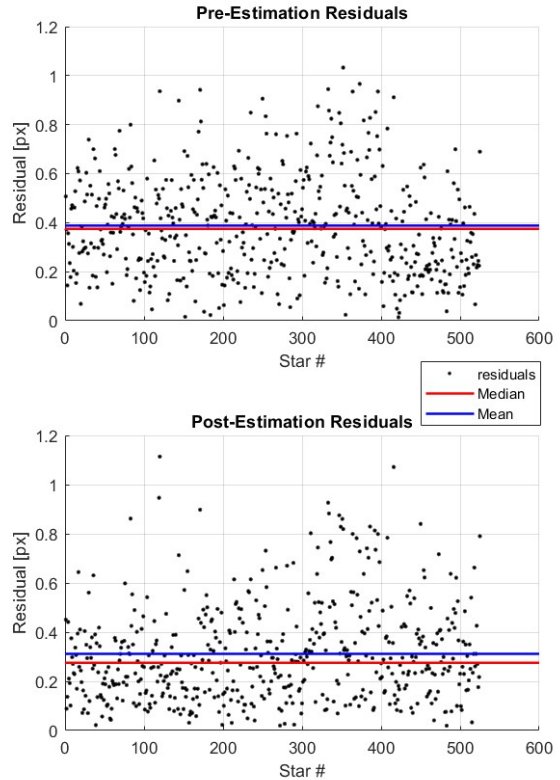 Pre-Estimation Residuals
1.2
1
0.8
0.6
0.4
0.2
0
Residual [px]
0 100 200 300 400 500 600
Star #
residuals
Median
Mean
Post-Estimation Residuals
1.2
1
0.8
0.6
0.4
0.2
0
Residual [px]
0 100 200 300 400 500 600
Star #